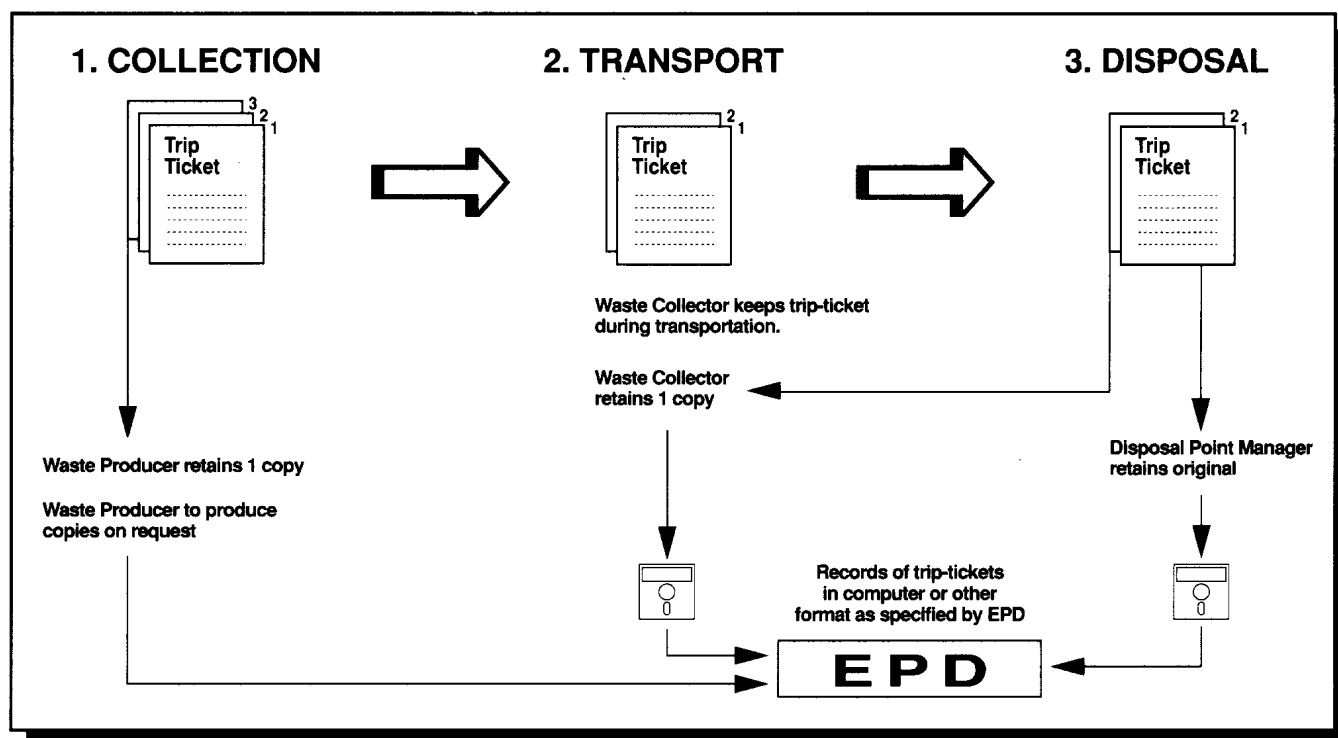 1. COLLECTION
2. TRANSPORT
3. DISPOSAL
3
2
1
Trip
Ticket
2
1
Trip
Ticket
2
1
Trip
Ticket
Waste Collector keeps trip-ticket
during transportation.
Waste Collector
retains 1 copy
Waste Producer retains 1 copy
Waste Producer to produce
copies on request
Disposal Point Manager
retains original
Records of trip-tickets
in computer or other
format as specified by EPD
EPD